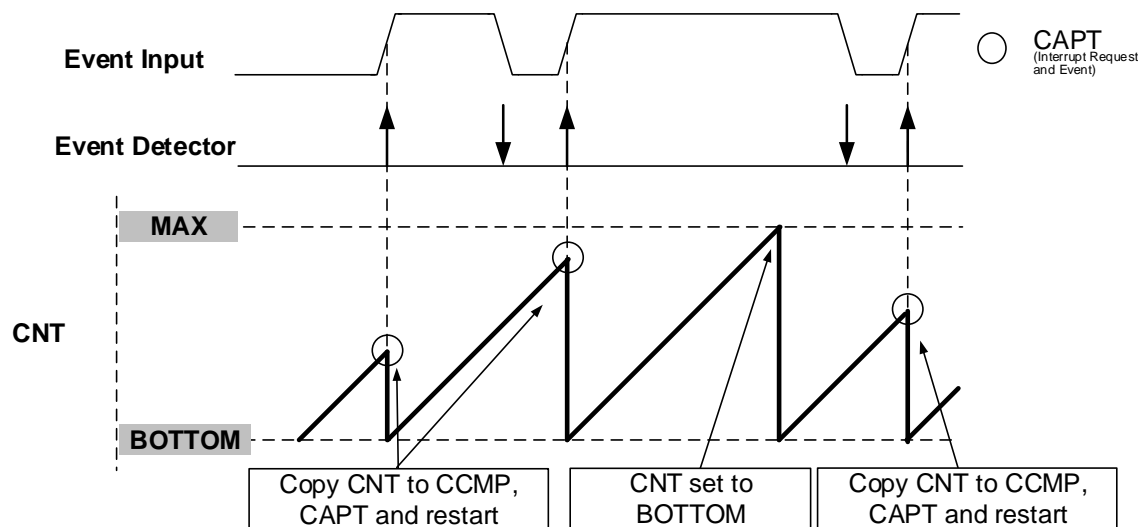 Event Input
CAPT
(Interrupt Request
and Event)
Event Detector
MAX
CNT
BOTTOM
Copy CNT to CCMP,
CAPT and restart
CNT set to
BOTTOM
Copy CNT to CCMP,
CAPT and restart